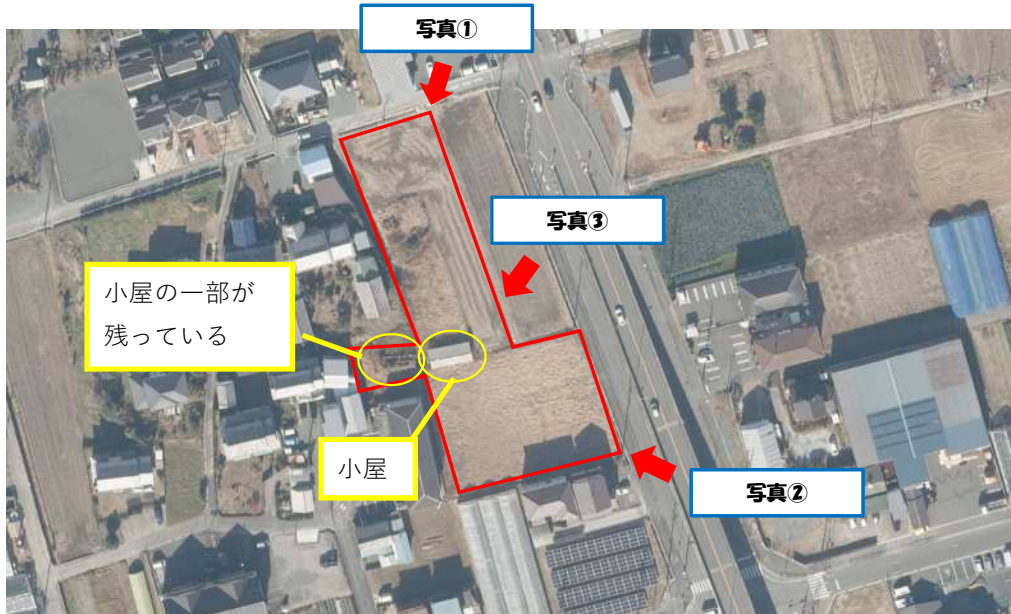 写真①
写真③
小屋の一部が
残っている
小屋
写真②